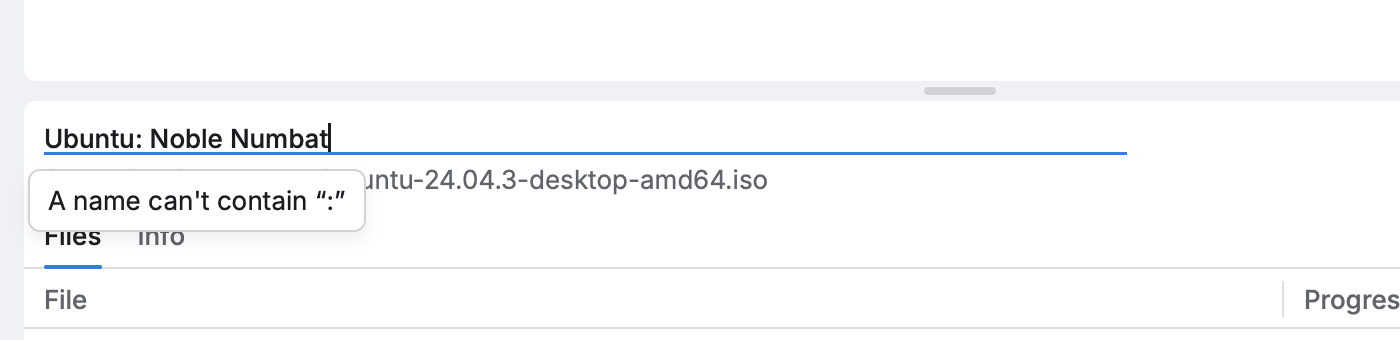 Ubuntu: Noble Numbat
untu-24.04.3-desktop-amd64.iso
A name can't contain “:”
Files Info
File Progres